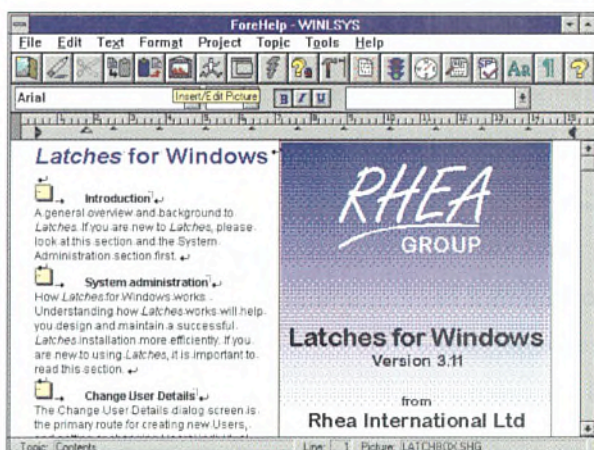 ForeHelp - WINLSYS
File Edit Text Format Project Topic Tools Help
Arial
Insert/Edit Picture
B I U
Latches for Windows
Introduction
A general overview and background to
Latches. If you are new to Latches, please
look at this section and the System
Administration section first.
System administration
How Latches for Windows works.
Understanding how Latches works will help
you design and maintain a successful
Latches installation more efficiently. If you
are new to using Latches, it is important to
read this section.
Change User Details
The Change User Details dialog screen is
the primary route for creating new Users,
RHEA
GROUP
Latches for Windows
Version 3.11
from
Rhea International Ltd
Topic: Contents
Line: 1 Picture: LATCHBOX.SHG